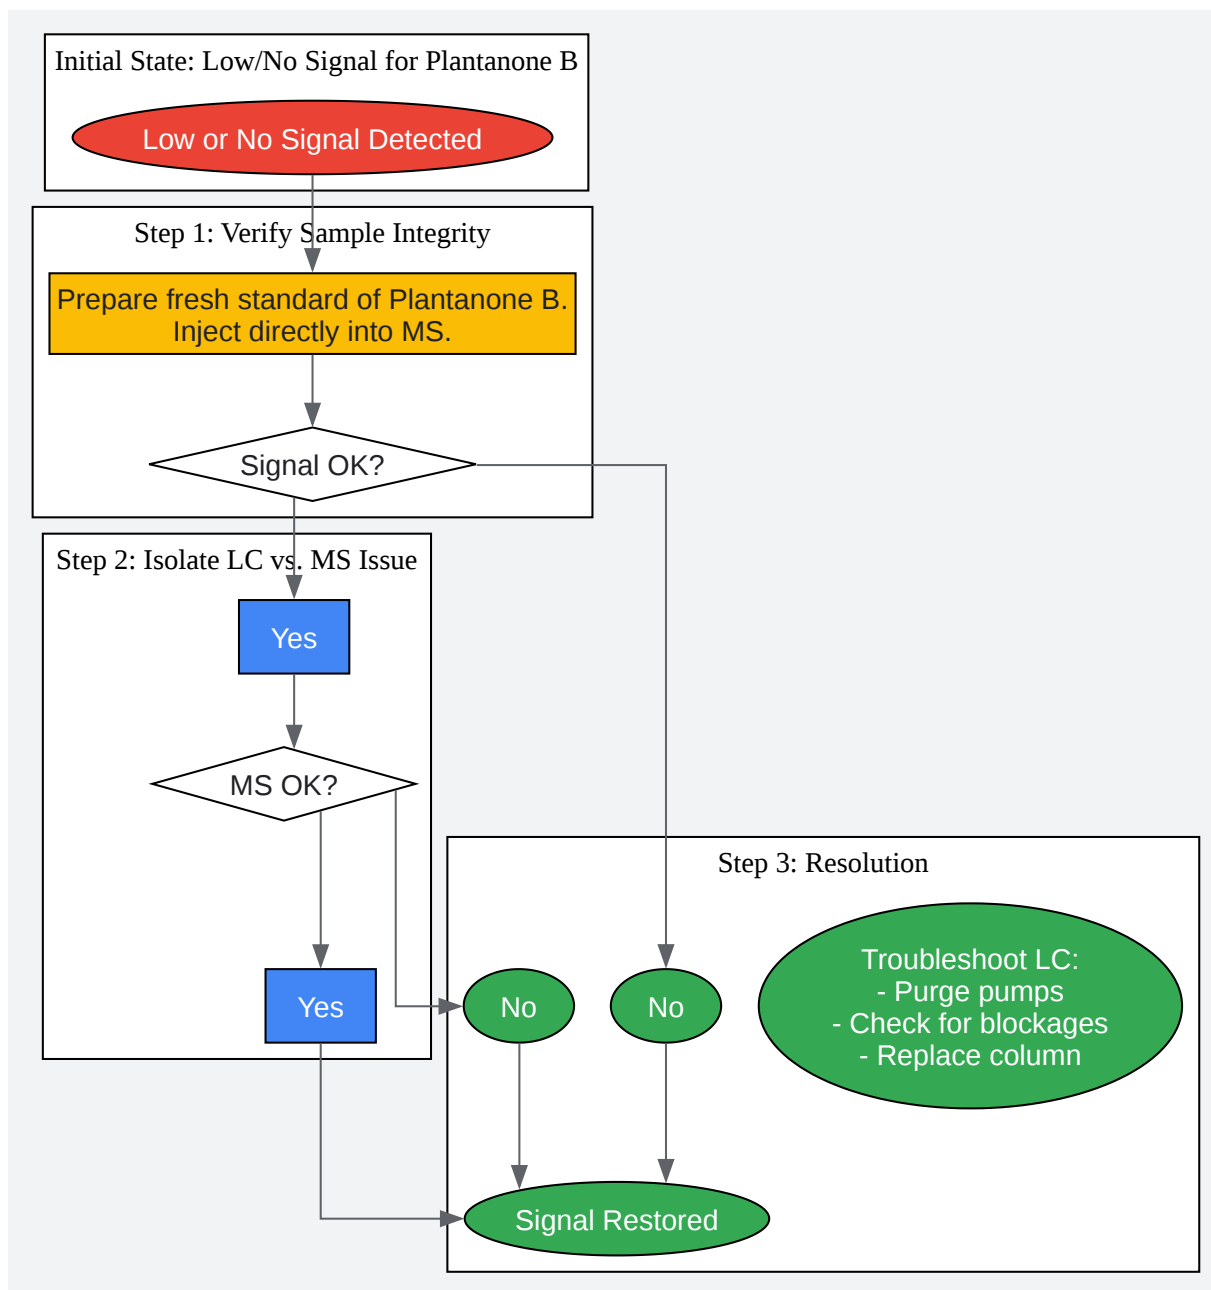 Initial State: Low/No Signal for Plantanone B
Low or No Signal Detected
Step 1: Verify Sample Integrity
Prepare fresh standard of Plantanone B.
Inject directly into MS.
Signal OK?
Step 2: Isolate LC vs. MS Issue
Yes
MS OK?
Yes
Step 3: Resolution
No
No
Troubleshoot LC:
- Purge pumps
- Check for blockages
- Replace column
Signal Restored